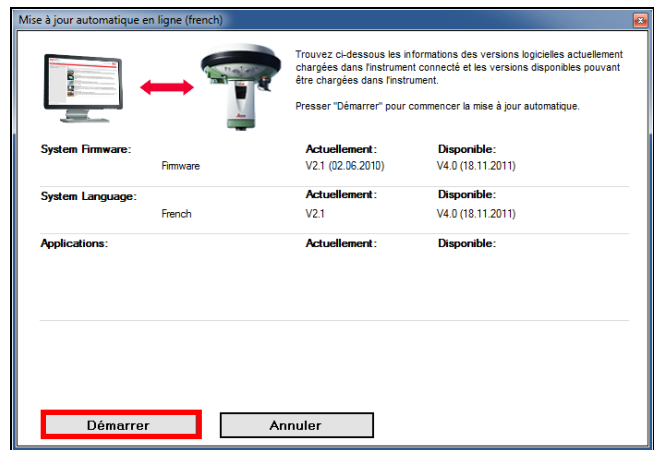 Mise à jour automatique en ligne (french)
Trouvez ci-dessous les informations des versions logicielles actuellement
chargées dans l'instrument connecté et les versions disponibles pouvant
être chargées dans l'instrument.
Presser "Démarrer" pour commencer la mise à jour automatique.
System Firmware: Actuellement: Disponible:
Firmware V2.1 (02.06.2010) V4.0 (18.11.2011)
System Language: Actuellement: Disponible:
French V2.1 V4.0 (18.11.2011)
Applications: Actuellement: Disponible:
Démarrer Annuler